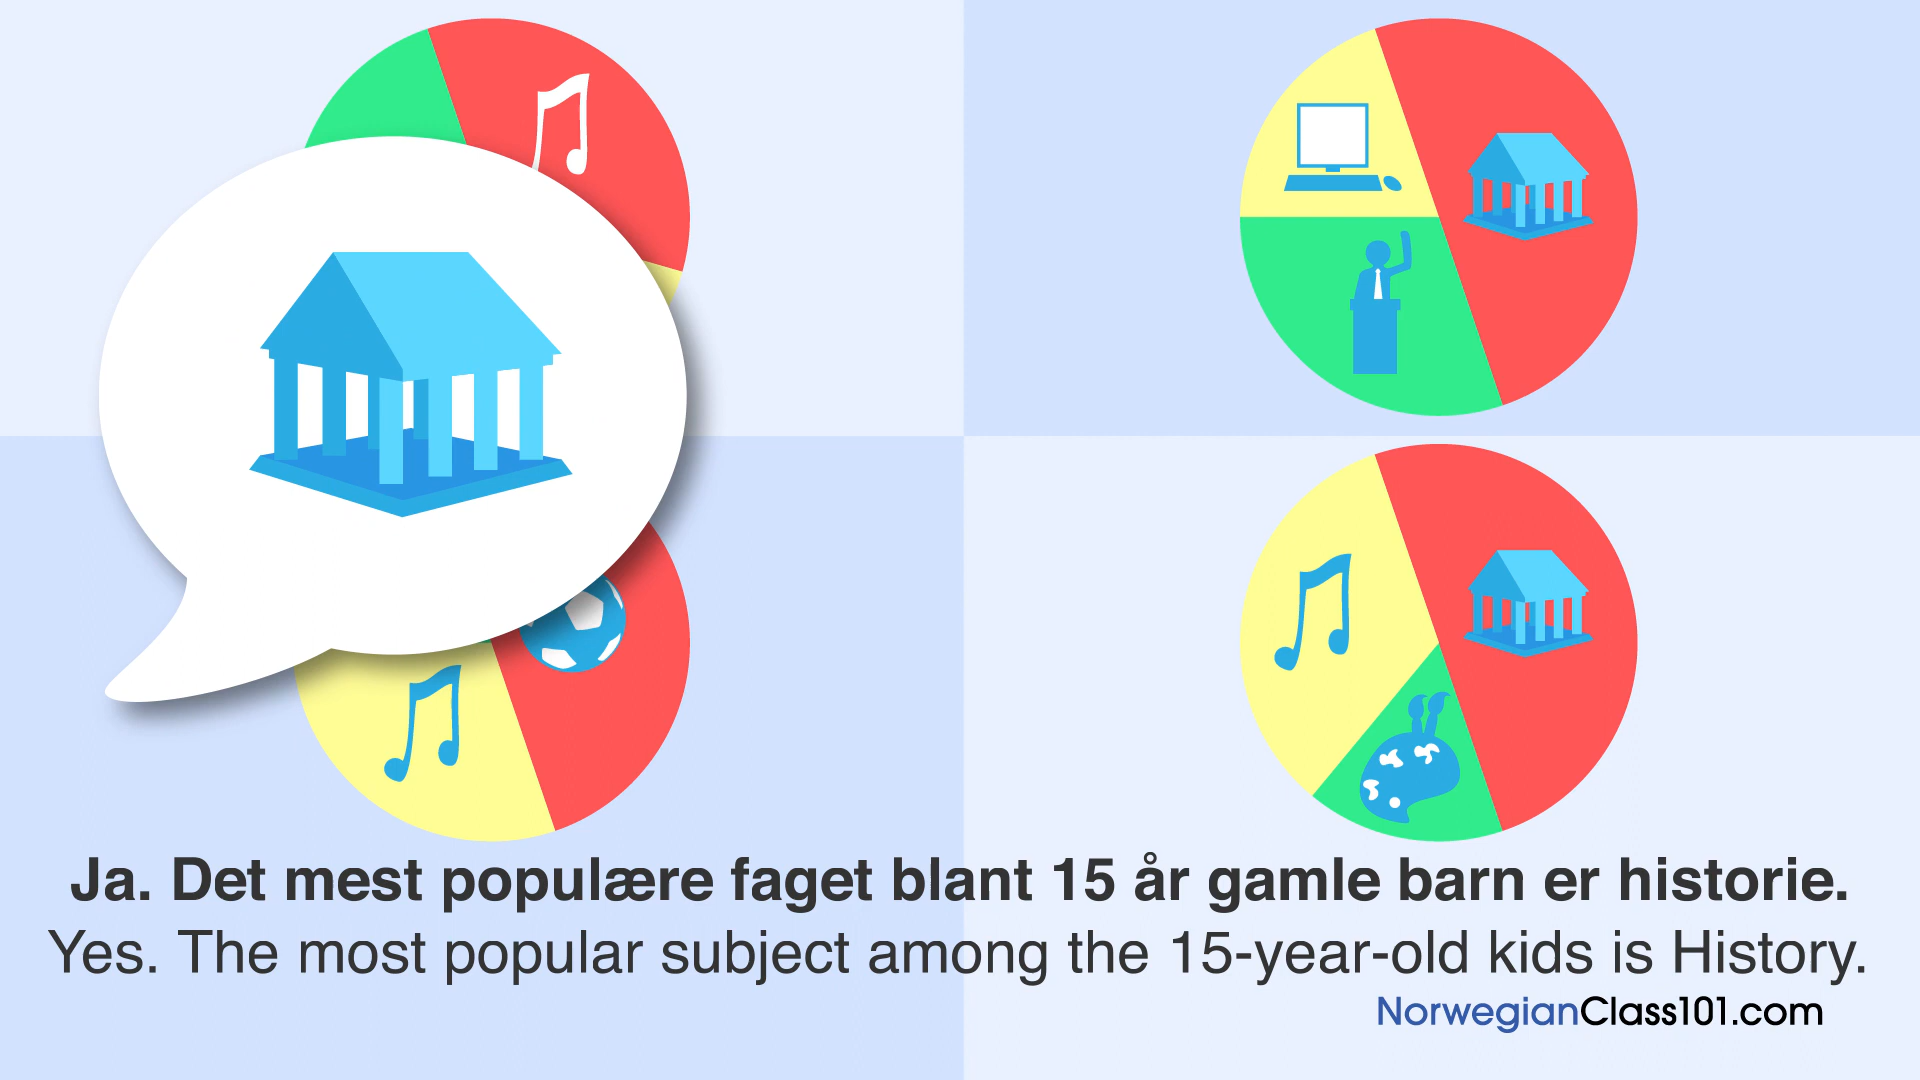 Ja. Det mest populære faget blant 15 år gamle barn er historie.
Yes. The most popular subject among the 15-year-old kids is History.
NorwegianClass101.com